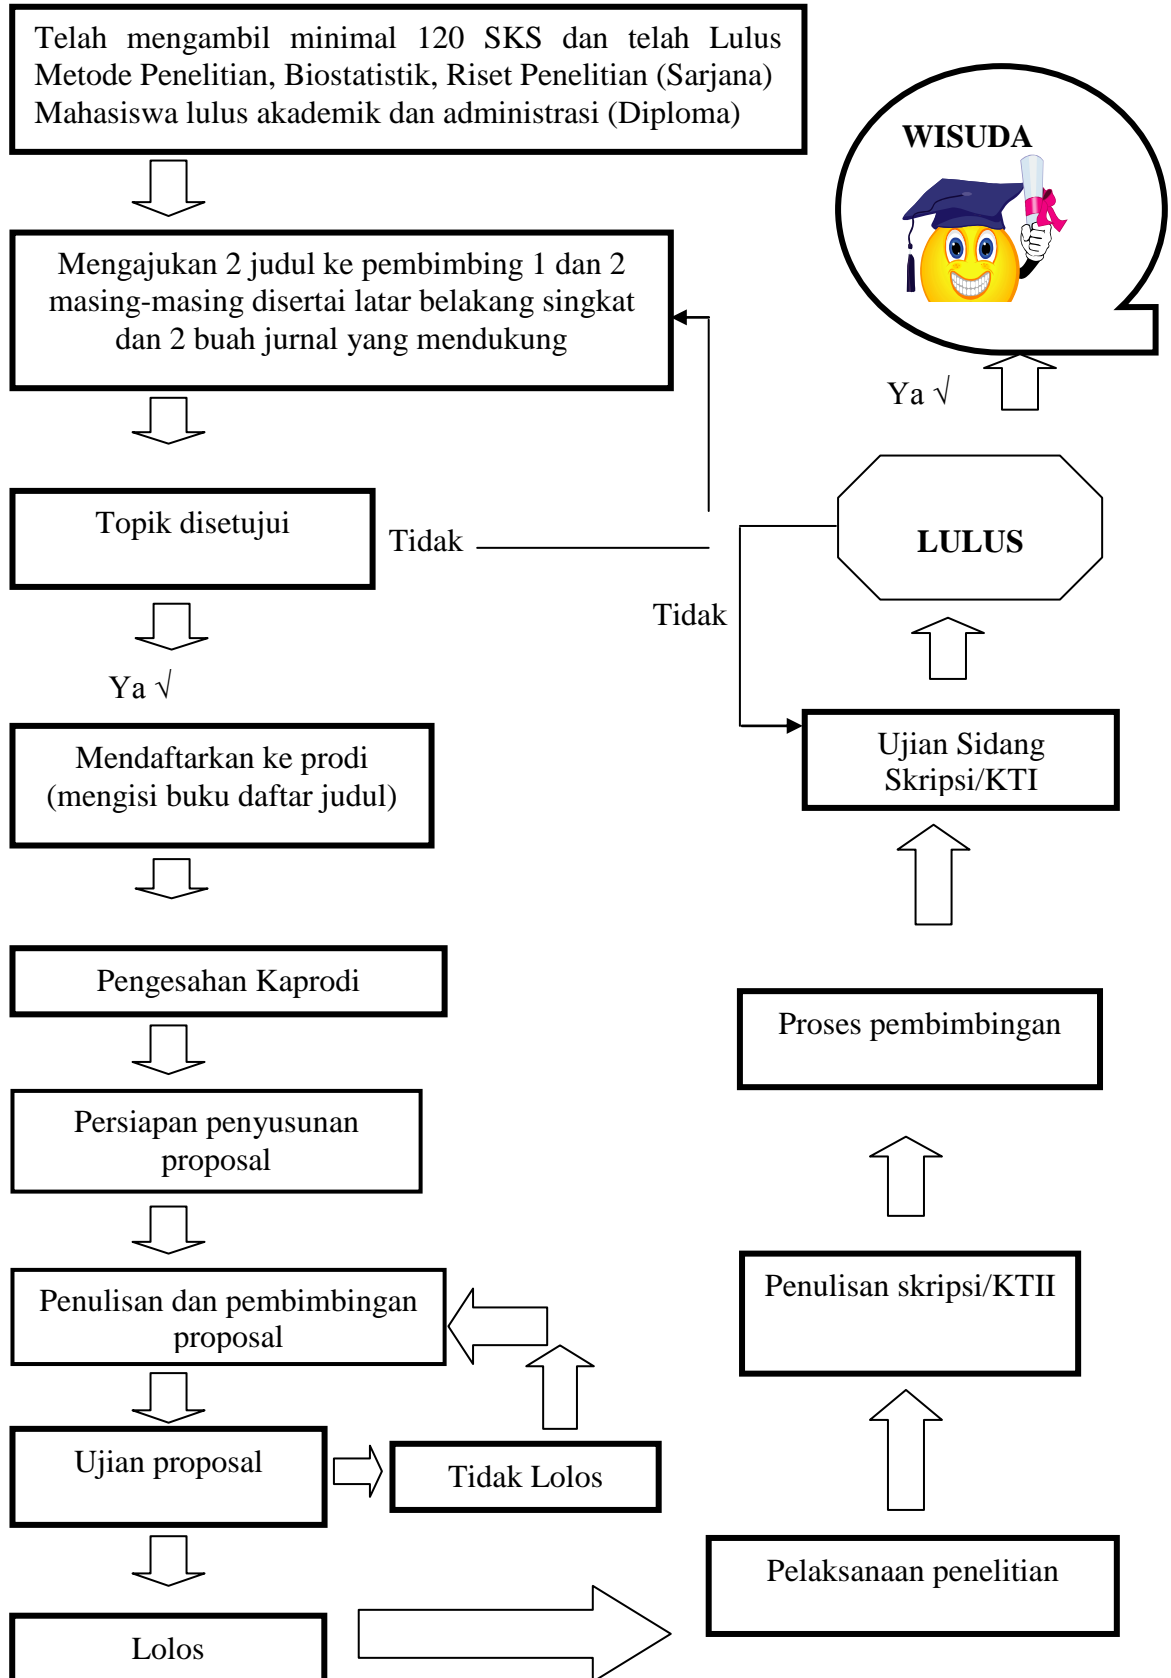 Telah mengambil minimal 120 SKS dan telah Lulus
Metode Penelitian, Biostatistik, Riset Penelitian (Sarjana)
Mahasiswa lulus akademik dan administrasi (Diploma)
Mengajukan 2 judul ke pembimbing 1 dan 2
masing-masing disertai latar belakang singkat
dan 2 buah jurnal yang mendukung
Topik disetujui
Tidak
Ya √
Mendaftarkan ke prodi
(mengisi buku daftar judul)
Pengesahan Kaprodi
Persiapan penyusunan
proposal
Penulisan dan pembimbingan
proposal
Ujian proposal
Tidak Lolos
Lolos
Pelaksanaan penelitian
Penulisan skripsi/KTII
Proses pembimbingan
Ujian Sidang
Skripsi/KTI
Tidak
LULUS
Ya √
WISUDA